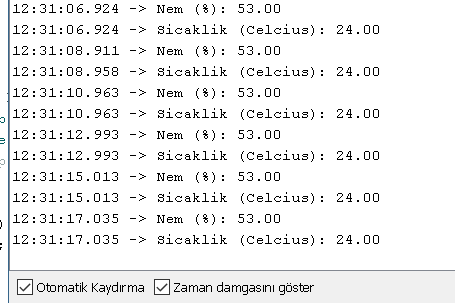 12:31:06.924 -> Nem (%): 53.00
12:31:06.924 -> Sicaklik (Celcius): 24.00
12:31:08.911 -> Nem (%): 53.00
12:31:08.958 -> Sicaklik (Celcius): 24.00
12:31:10.963 -> Nem (%): 53.00
12:31:10.963 -> Sicaklik (Celcius): 24.00
12:31:12.993 -> Nem (%): 53.00
12:31:12.993 -> Sicaklik (Celcius): 24.00
12:31:15.013 -> Nem (%): 53.00
12:31:15.013 -> Sicaklik (Celcius): 24.00
12:31:17.035 -> Nem (%): 53.00
12:31:17.035 -> Sicaklik (Celcius): 24.00
Otomatik Kaydırma Zaman damgasını göster